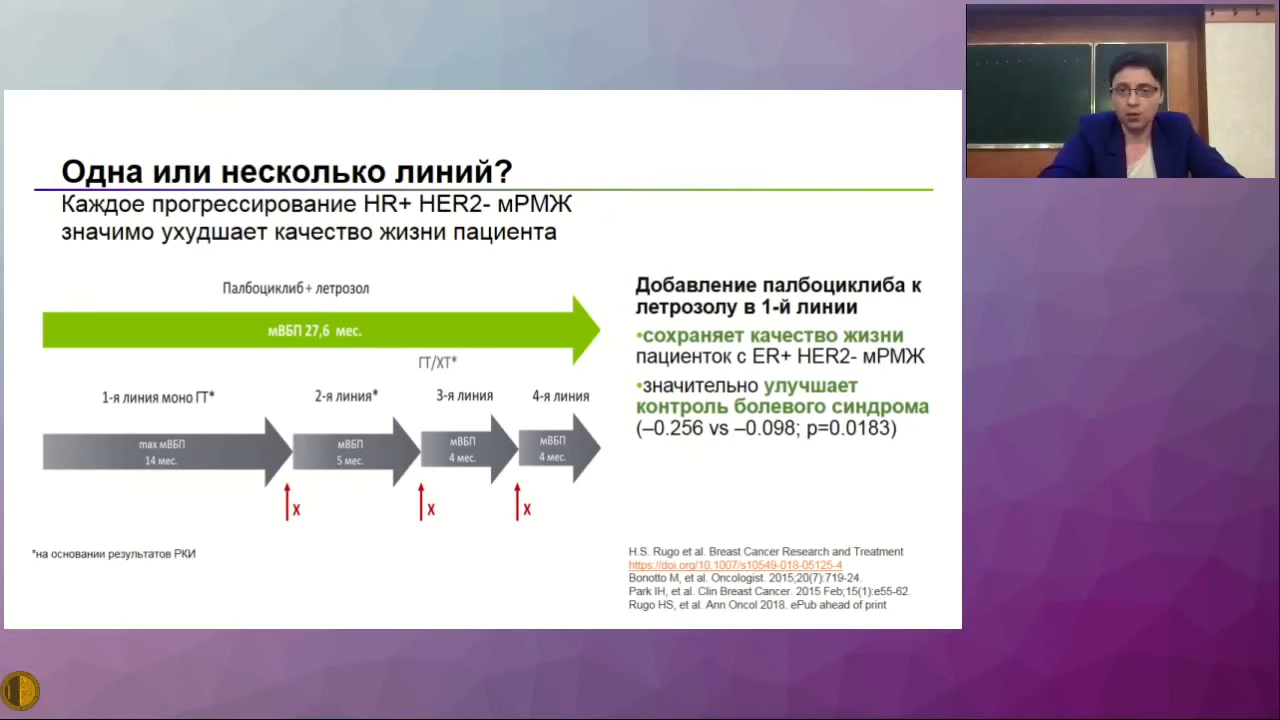 Одна или несколько линий?
Каждое прогрессирование HR+ HER2- мРМЖ
значимо ухудшает качество жизни пациента
Палбоциклиб + летрозол
мВБП 27,6 мес.
ГТ/ХТ*
1-я линия моно ГТ*
2-я линия*
3-я линия
4-я линия
max мВБП
14 мес.
мВБП
5 мес.
мВБП
4 мес.
мВБП
4 мес.
X
X
X
*на основании результатов РКИ
Добавление палбоциклиба к
летрозолу в 1-й линии
•сохраняет качество жизни
пациенток с ER+ HER2- мРМЖ
•значительно улучшает
контроль болевого синдрома
(–0.256 vs –0.098; p=0.0183)
H.S. Rugo et al. Breast Cancer Research and Treatment
https://doi.org/10.1007/s10549-018-05125-4
Bonotto M, et al. Oncologist. 2015;20(7):719-24.
Park IH, et al. Clin Breast Cancer. 2015 Feb;15(1):e55-62.
Rugo HS, et al. Ann Oncol 2018. ePub ahead of print